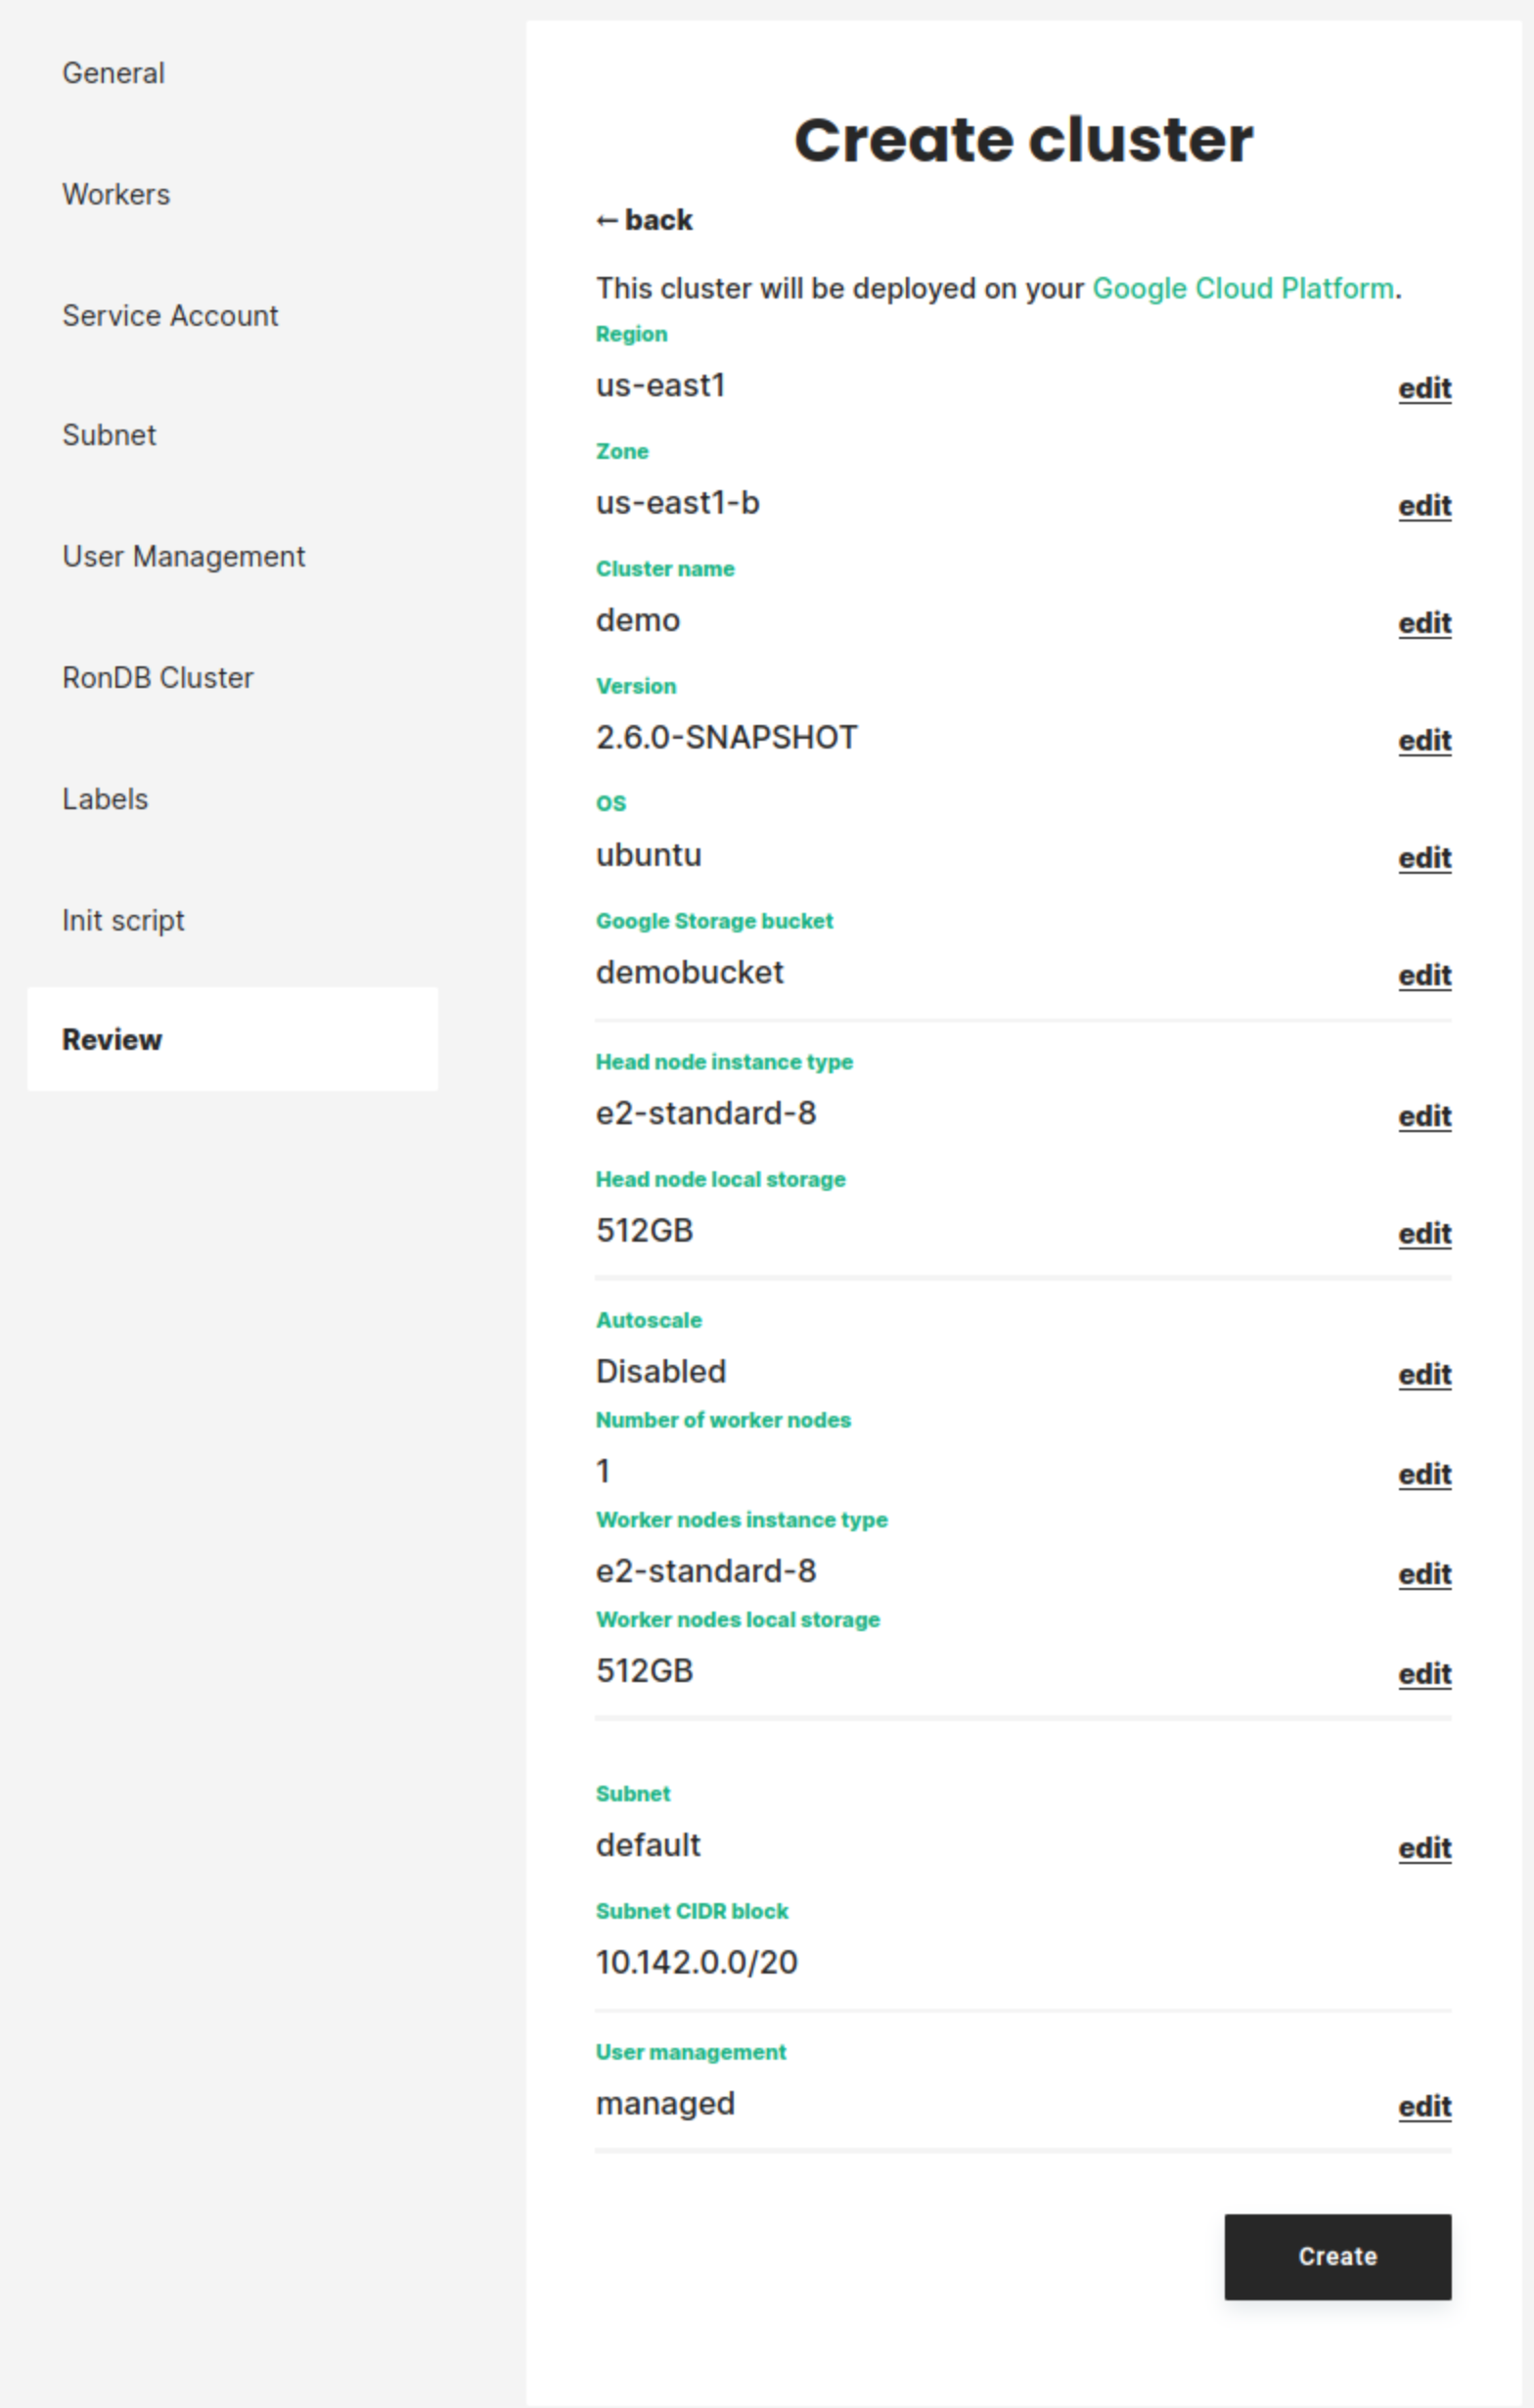 General
Workers
Service Account
Subnet
User Management
RonDB Cluster
Labels
Init script
Review
Create cluster
← back
This cluster will be deployed on your Google Cloud Platform.
Region
us-east1
edit
Zone
us-east1-b
edit
Cluster name
demo
edit
Version
2.6.0-SNAPSHOT
edit
OS
ubuntu
edit
Google Storage bucket
demobucket
edit
Head node instance type
e2-standard-8
edit
Head node local storage
512GB
edit
Autoscale
Disabled
edit
Number of worker nodes
1
edit
Worker nodes instance type
e2-standard-8
edit
Worker nodes local storage
512GB
edit
Subnet
default
edit
Subnet CIDR block
10.142.0.0/20
User management
managed
edit
Create